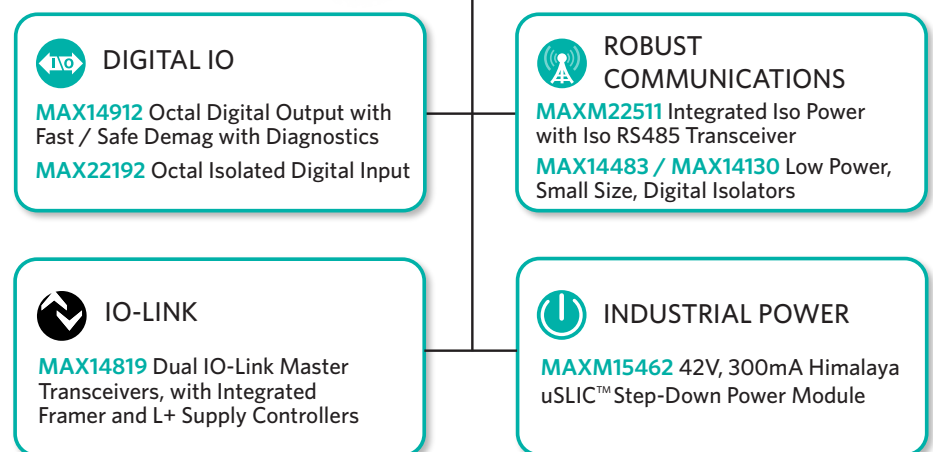 I/O
DIGITAL IO
MAX14912 Octal Digital Output with
Fast / Safe Demag with Diagnostics
MAX22192 Octal Isolated Digital Input
ROBUST
COMMUNICATIONS
MAXM22511 Integrated Iso Power
with Iso RS485 Transceiver
MAX14483 / MAX14130 Low Power,
Small Size, Digital Isolators
IO-LINK
MAX14819 Dual IO-Link Master
Transceivers, with Integrated
Framer and L+ Supply Controllers
INDUSTRIAL POWER
MAXM15462 42V, 300mA Himalaya
uSLIC™ Step-Down Power Module